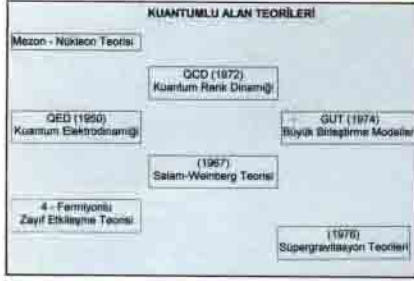 KUANTUMLU ALAN TEORİLERİ
Mezon - Nükleon Teorisi
QCD (1972)
Kuantum Renk Dinamiği
QED (1950)
Kuantum Elektrodinamiği
GUT (1974)
Büyük Birleştirme Modelleri
(1967)
Salam-Weinberg Teorisi
4 - Fermiyonlu
Zayıf Etkileşme Teorisi
(1976)
Süpergravitasyon Teorileri